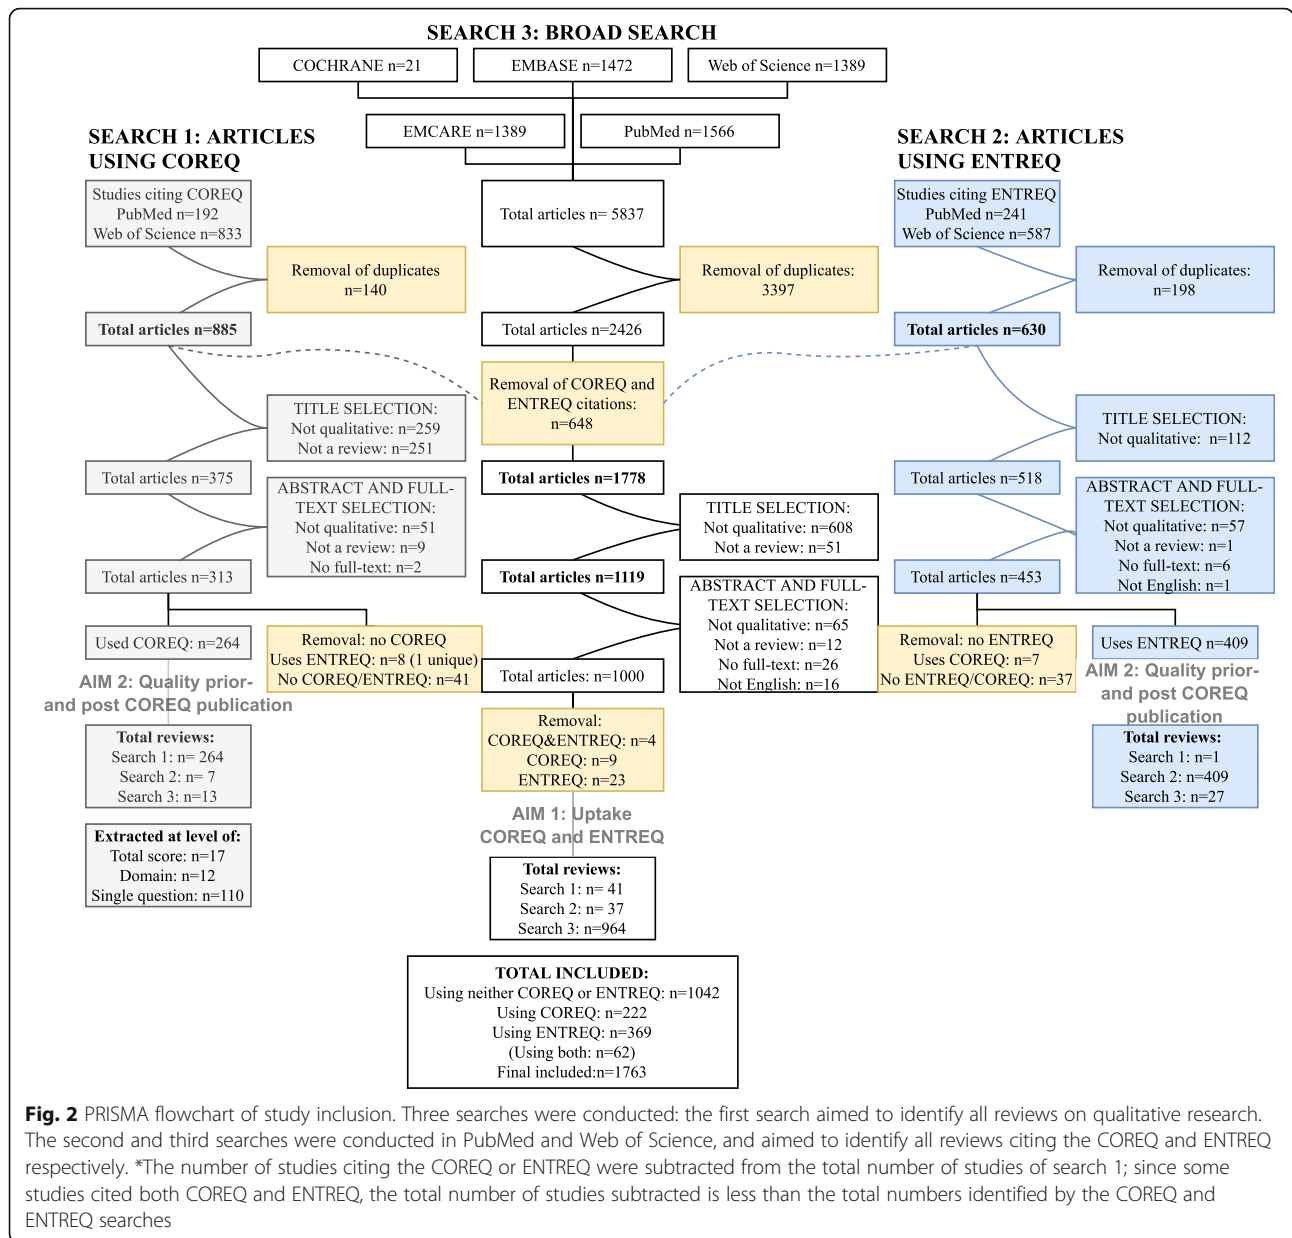 SEARCH 3: BROAD SEARCH
COCHRANE n=21
EMBASE n=1472
Web of Science n=1389
EMCARE n=1389
PubMed n=1566
SEARCH 1: ARTICLES
USING COREQ
SEARCH 2: ARTICLES
USING ENTREQ
Studies citing COREQ
PubMed n=192
Web of Science n=833
Total articles n= 5837
Studies citing ENTREQ
PubMed n=241
Web of Science n=587
Removal of duplicates
n=140
Removal of duplicates:
3397
Removal of duplicates:
n=198
Total articles n=885
Total articles n=2426
Total articles n=630
Removal of COREQ and
ENTREQ citations:
n=648
TITLE SELECTION:
Not qualitative: n=259
Not a review: n=251
TITLE SELECTION:
Not qualitative: n=112
Total articles n=375
Total articles n=1778
Total articles n=518
ABSTRACT AND FULL-
TEXT SELECTION:
Not qualitative: n=51
Not a review: n=9
No full-text: n=2
TITLE SELECTION:
Not qualitative: n=608
Not a review: n=51
ABSTRACT AND FULL-
TEXT SELECTION:
Not qualitative: n=57
Not a review: n=1
No full-text: n=6
Not English: n=1
Total articles n=313
Total articles n=1119
Total articles n=453
ABSTRACT AND FULL-
TEXT SELECTION:
Not qualitative: n=65
Not a review: n=12
No full-text: n=26
Not English: n=16
Used COREQ: n=264
Removal: no COREQ
Uses ENTREQ: n=8 (1 unique)
No COREQ/ENTREQ: n=41
Total articles: n=1000
Removal: no ENTREQ
Uses COREQ: n=7
No ENTREQ/COREQ: n=37
Uses ENTREQ n=409
AIM 2: Quality prior-
and post COREQ publication
AIM 2: Quality prior-
and post COREQ
publication
Removal:
COREQ&ENTREQ: n=4
COREQ: n=9
ENTREQ: n=23
Total reviews:
Search 1: n= 264
Search 2: n= 7
Search 3: n=13
Total reviews:
Search 1: n=1
Search 2: n=409
Search 3: n=27
AIM 1: Uptake
COREQ and ENTREQ
Extracted at level of:
Total score: n=17
Domain: n=12
Single question: n=110
Total reviews:
Search 1: n= 41
Search 2: n= 37
Search 3: n=964
TOTAL INCLUDED:
Using neither COREQ or ENTREQ: n=1042
Using COREQ: n=222
Using ENTREQ: n=369
(Using both: n=62)
Final included:n=1763
Fig. 2 PRISMA flowchart of study inclusion. Three searches were conducted: the first search aimed to identify all reviews on qualitative research.
The second and third searches were conducted in PubMed and Web of Science, and aimed to identify all reviews citing the COREQ and ENTREQ
respectively. *The number of studies citing the COREQ or ENTREQ were subtracted from the total number of studies of search 1; since some
studies cited both COREQ and ENTREQ, the total number of studies subtracted is less than the total numbers identified by the COREQ and
ENTREQ searches